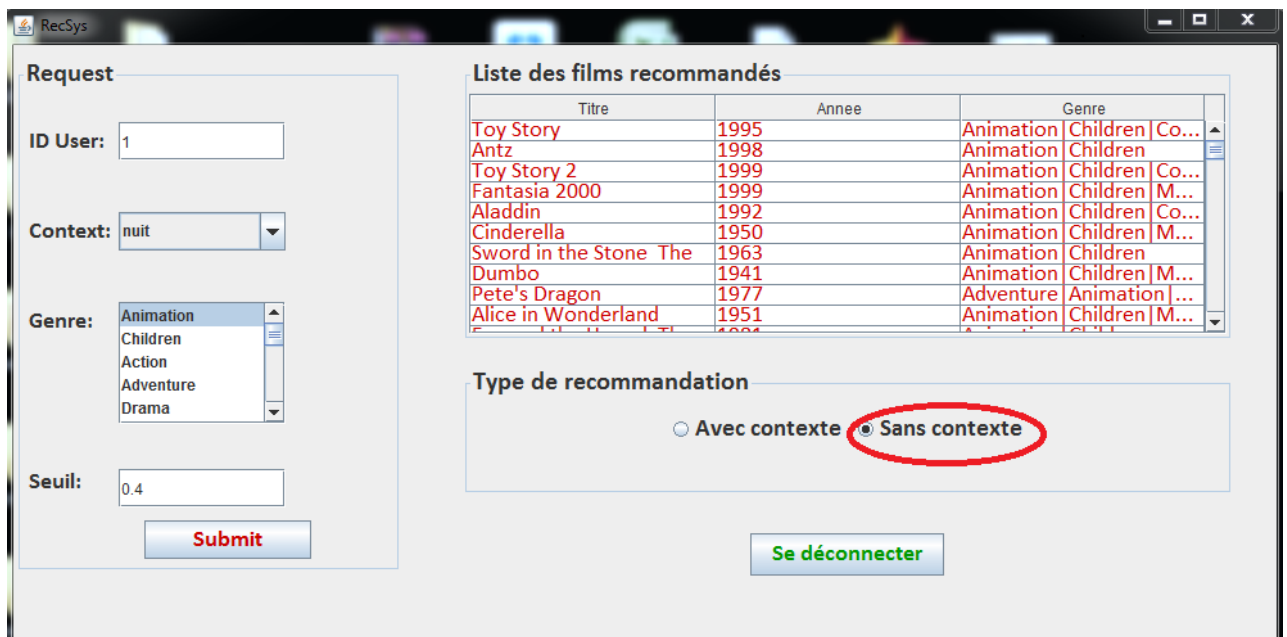 RecSys
Request
ID User: 1
Context: nuit
Genre: Animation
Children
Action
Adventure
Drama
Seuil: 0.4
Submit
Liste des films recommandés
Titre Annee Genre
Toy Story 1995 Animation|Children|Co...
Antz 1998 Animation|Children
Toy Story 2 1999 Animation|Children|Co...
Fantasia 2000 1999 Animation|Children|M...
Aladdin 1992 Animation|Children|Co...
Cinderella 1950 Animation|Children|M...
Sword in the Stone The 1963 Animation|Children
Dumbo 1941 Animation|Children|M...
Pete's Dragon 1977 Adventure|Animation|...
Alice in Wonderland 1951 Animation|Children|M...
Type de recommandation
Avec contexte Sans contexte
Se déconnecter